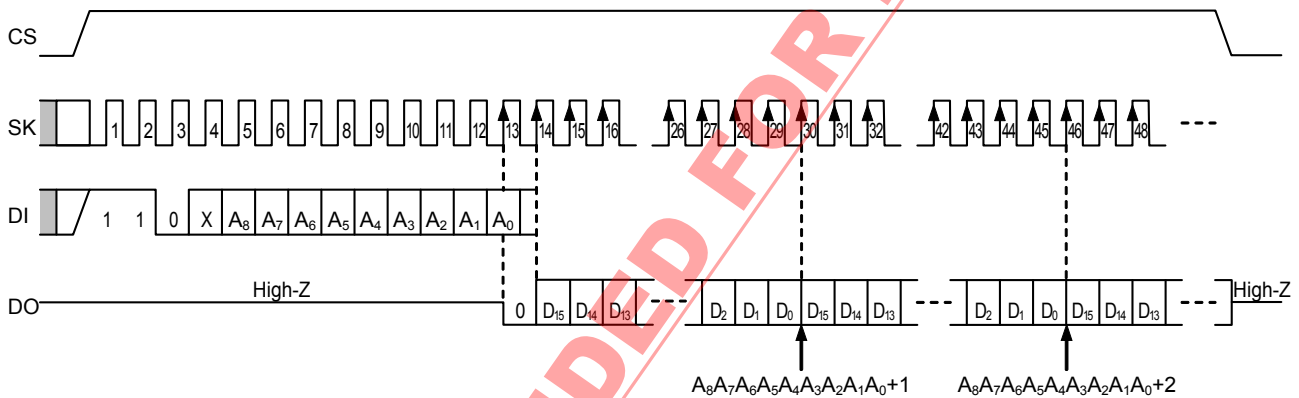 CS
SK 1 2 3 4 5 6 7 8 9 10 11 12 13 14 15 16 26 27 28 29 30 31 32 42 43 44 45 46 47 48
DI 1 1 0 X A₈ A₇ A₆ A₅ A₄ A₃ A₂ A₁ A₀
High-Z
DO 0 D₁₅ D₁₄ D₁₃ D₂ D₁ D₀ D₁₅ D₁₄ D₁₃ D₂ D₁ D₀ D₁₅ D₁₄ D₁₃ High-Z
A₈A₇A₆A₅A₄A₃A₂A₁A₀+1 A₈A₇A₆A₅A₄A₃A₂A₁A₀+2
DED FOR